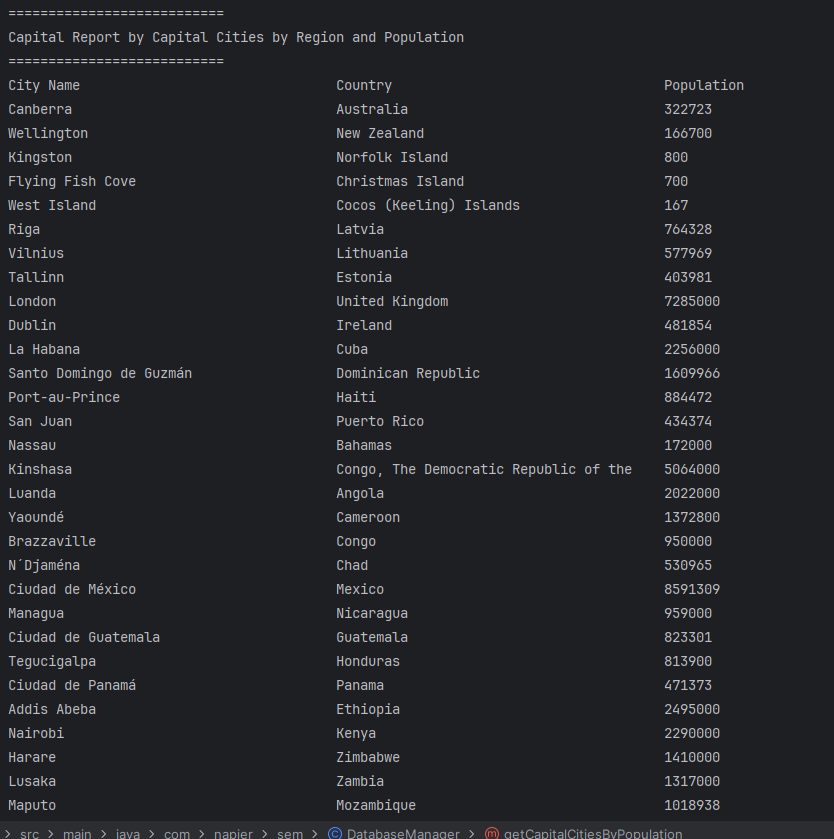 ===========================
Capital Report by Capital Cities by Region and Population
===========================
City Name Country Population
Canberra Australia 322723
Wellington New Zealand 166700
Kingston Norfolk Island 800
Flying Fish Cove Christmas Island 700
West Island Cocos (Keeling) Islands 167
Riga Latvia 764328
Vilnius Lithuania 577969
Tallinn Estonia 403981
London United Kingdom 7285000
Dublin Ireland 481854
La Habana Cuba 2256000
Santo Domingo de Guzmán Dominican Republic 1609966
Port-au-Prince Haiti 884472
San Juan Puerto Rico 434374
Nassau Bahamas 172000
Kinshasa Congo, The Democratic Republic of the 5064000
Luanda Angola 2022000
Yaoundé Cameroon 1372800
Brazzaville Congo 950000
N´Djaména Chad 530965
Ciudad de México Mexico 8591309
Managua Nicaragua 959000
Ciudad de Guatemala Guatemala 823301
Tegucigalpa Honduras 813900
Ciudad de Panamá Panama 471373
Addis Abeba Ethiopia 2495000
Nairobi Kenya 2290000
Harare Zimbabwe 1410000
Lusaka Zambia 1317000
Maputo Mozambique 1018938
> src > main > java > com > napier > sem > DatabaseManager > getCapitalCitiesByPopulation